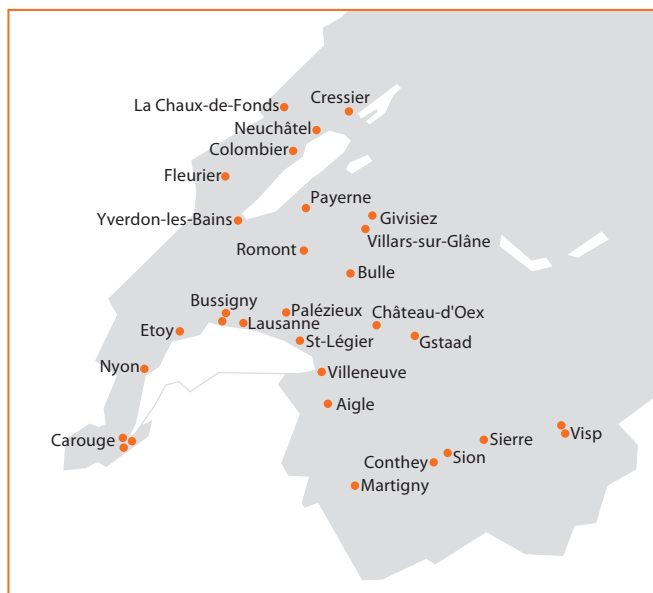 Cressier
La Chaux-de-Fonds
Neuchâtel
Colombier
Fleurier
Payerne
Yverdon-les-Bains
Givisiez
Villars-sur-Glâne
Romont
Bulle
Bussigny
Palézieux
Château-d'Oex
Lausanne
Etoy
St-Légier
Gstaad
Nyon
Villeneuve
Aigle
Carouge
Sierre
Visp
Sion
Conthey
Martigny